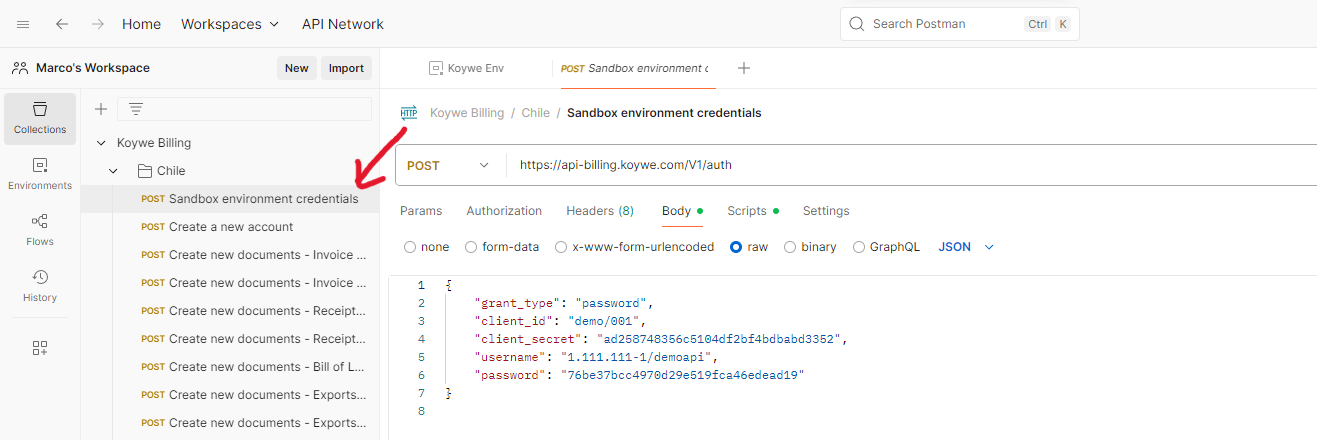 Home Workspaces API Network Search Postman Ctrl K
Marco's Workspace New Import
Koywe Env POST Sandbox environment c
Collections
Environments
Flows
History
Koywe Billing
Chile
POST Sandbox environment credentials
POST Create a new account
POST Create new documents - Invoice ...
POST Create new documents - Invoice ...
POST Create new documents - Receipt...
POST Create new documents - Receipt...
POST Create new documents - Bill of L...
POST Create new documents - Exports...
POST Create new documents - Exports...
HTTP Koywe Billing / Chile / Sandbox environment credentials
POST https://api-billing.koywe.com/V1/auth
Params Authorization Headers (8) Body Scripts Settings
none form-data x-www-form-urlencoded raw binary GraphQL JSON
1 {
2 "grant_type": "password",
3 "client_id": "demo/001",
4 "client_secret": "ad258748356c5104df2bf4bdbabd3352",
5 "username": "1.111.111-1/demoapi",
6 "password": "76be37bcc4970d29e519fca46edead19"
7 }
8